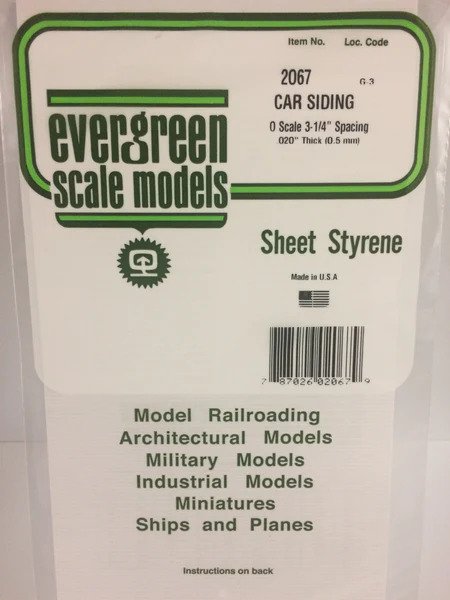 Item No. Loc. Code
2067 G-3
CAR SIDING
O Scale 3-1/4" Spacing
.020" Thick (0.5 mm)
evergreen
scale models
Sheet Styrene
Made in U.S.A
7 87026 02067 9
Model Railroading
Architectural Models
Military Models
Industrial Models
Miniatures
Ships and Planes
Instructions on back